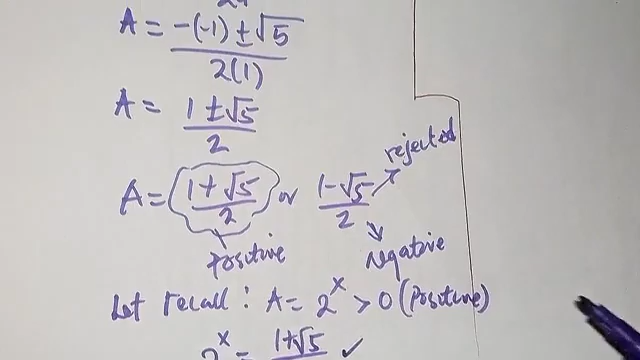 A = -(-1) ± √5 / 2(1)
A = 1 ± √5 / 2
A = 1 + √5 / 2 or 1 - √5 / 2 rejected
positive negative
Let recall : A = 2^x > 0 (Positive)
2^x = 1+√5 ✓